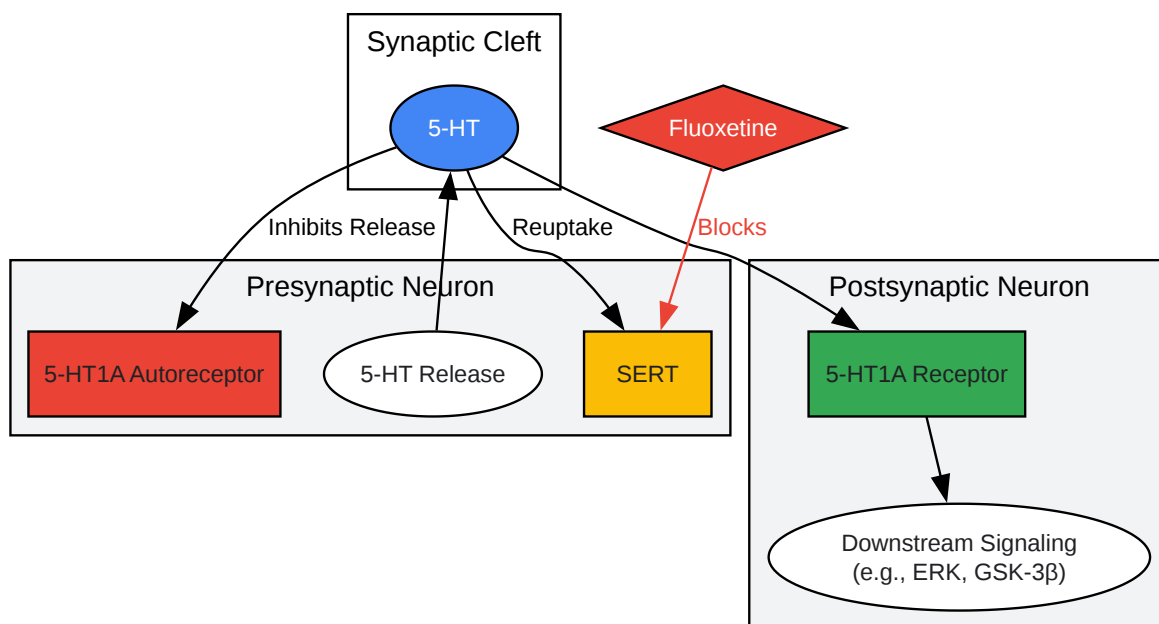 Synaptic Cleft
5-HT
Fluoxetine
Inhibits Release
Reuptake
Blocks
Presynaptic Neuron
Postsynaptic Neuron
5-HT1A Autoreceptor
5-HT Release
SERT
5-HT1A Receptor
Downstream Signaling
(e.g., ERK, GSK-3β)